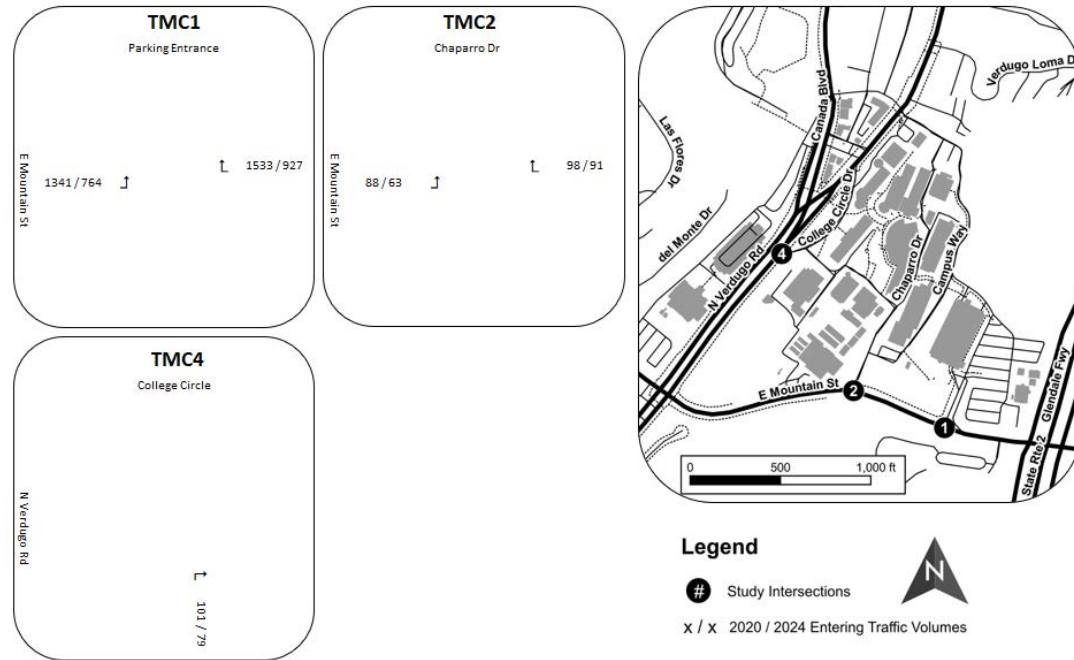 TMC1
Parking Entrance
E Mountain St
1341 / 764
1533 / 927
TMC2
Chaparro Dr
E Mountain St
88 / 63
98 / 91
TMC4
College Circle
N Verdugo Rd
101 / 79
Verdugo Loma D
Canada Blvd
Las Flores Dr
College Circle Dr
del Monte Dr
4
N Verdugo Rd
Chaparro Dr
Campus Way
E Mountain St
2
1
Glendale Fwy
State Rte 2
0 500 1,000 ft
Legend
N
# Study Intersections
x / x 2020 / 2024 Entering Traffic Volumes